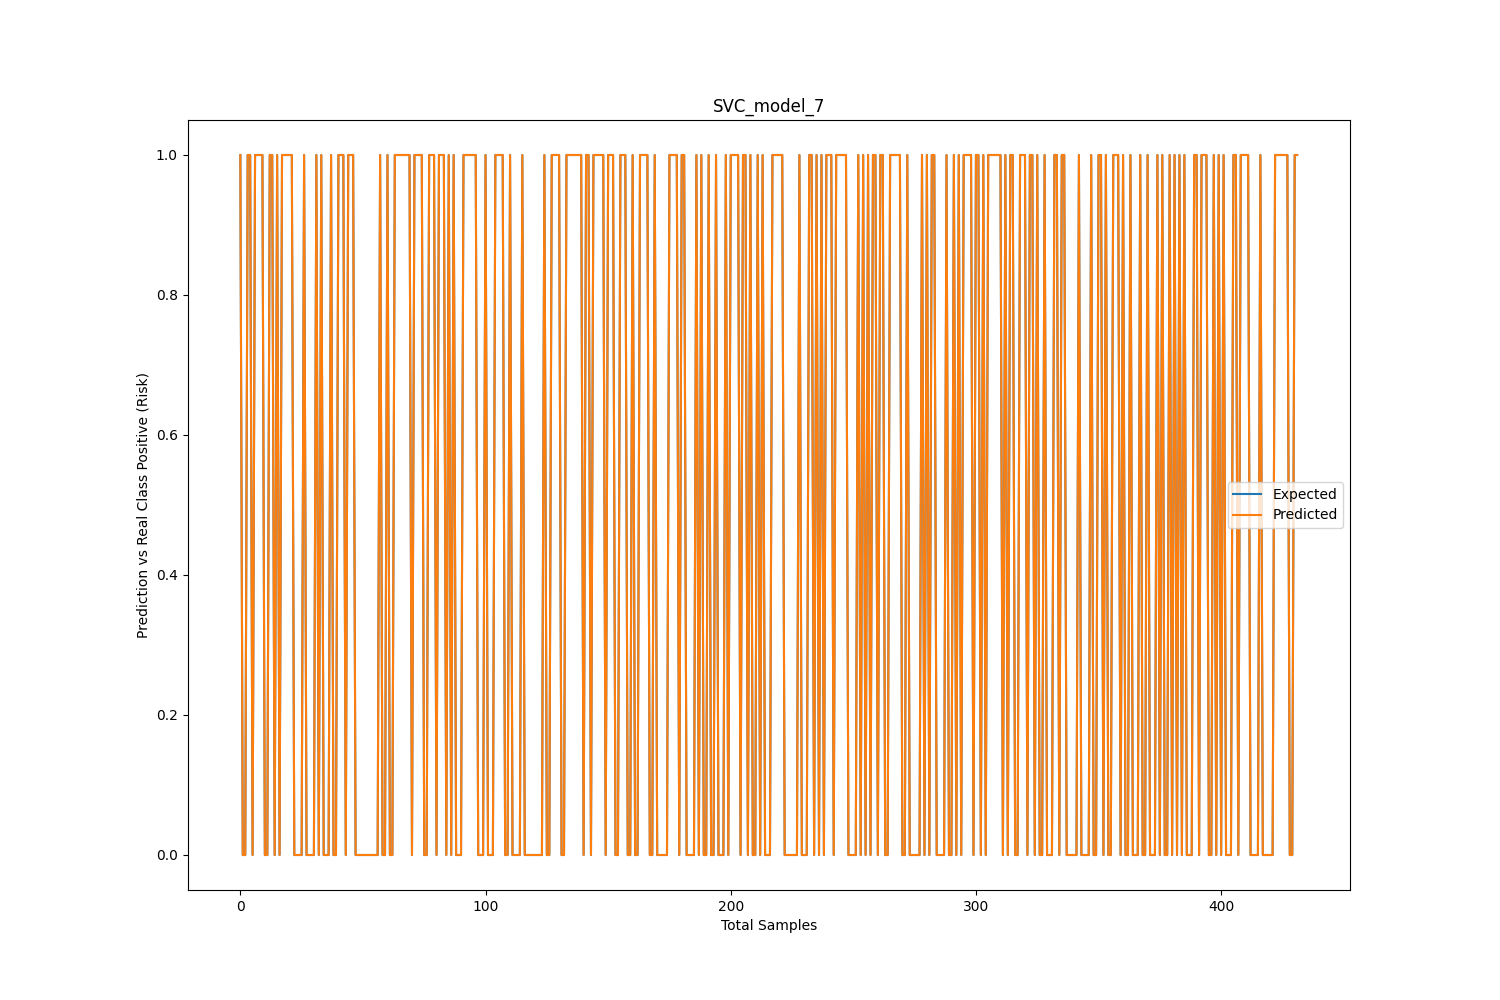 SVC_model_7
1.0
0.8
0.6
0.4
0.2
0.0
Prediction vs Real Class Positive (Risk)
Expected
Predicted
0 100 200 300 400
Total Samples